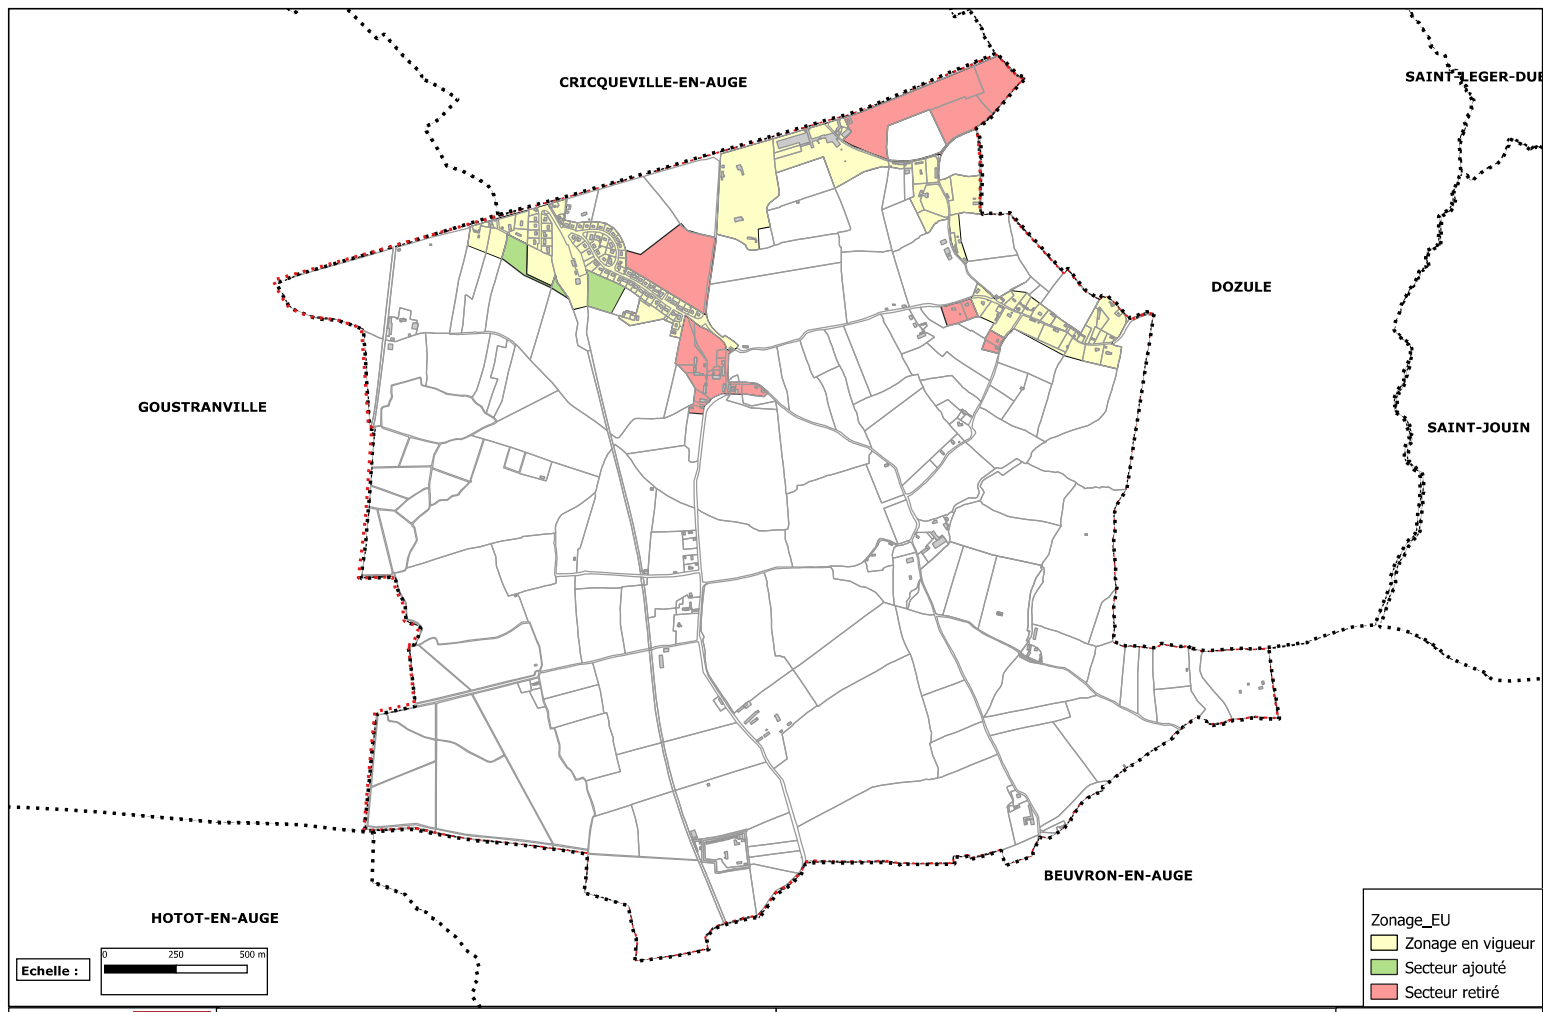 CRICQUEVILLE-EN-AUGE
SAINT-LEGER-DUB
DOZULE
GOUSTRANVILLE
SAINT-JOUIN
BEUVRON-EN-AUGE
HOTOT-EN-AUGE
Zonage_EU
Zonage en vigueur
Secteur ajouté
Secteur retiré
Echelle :
0 250 500 m